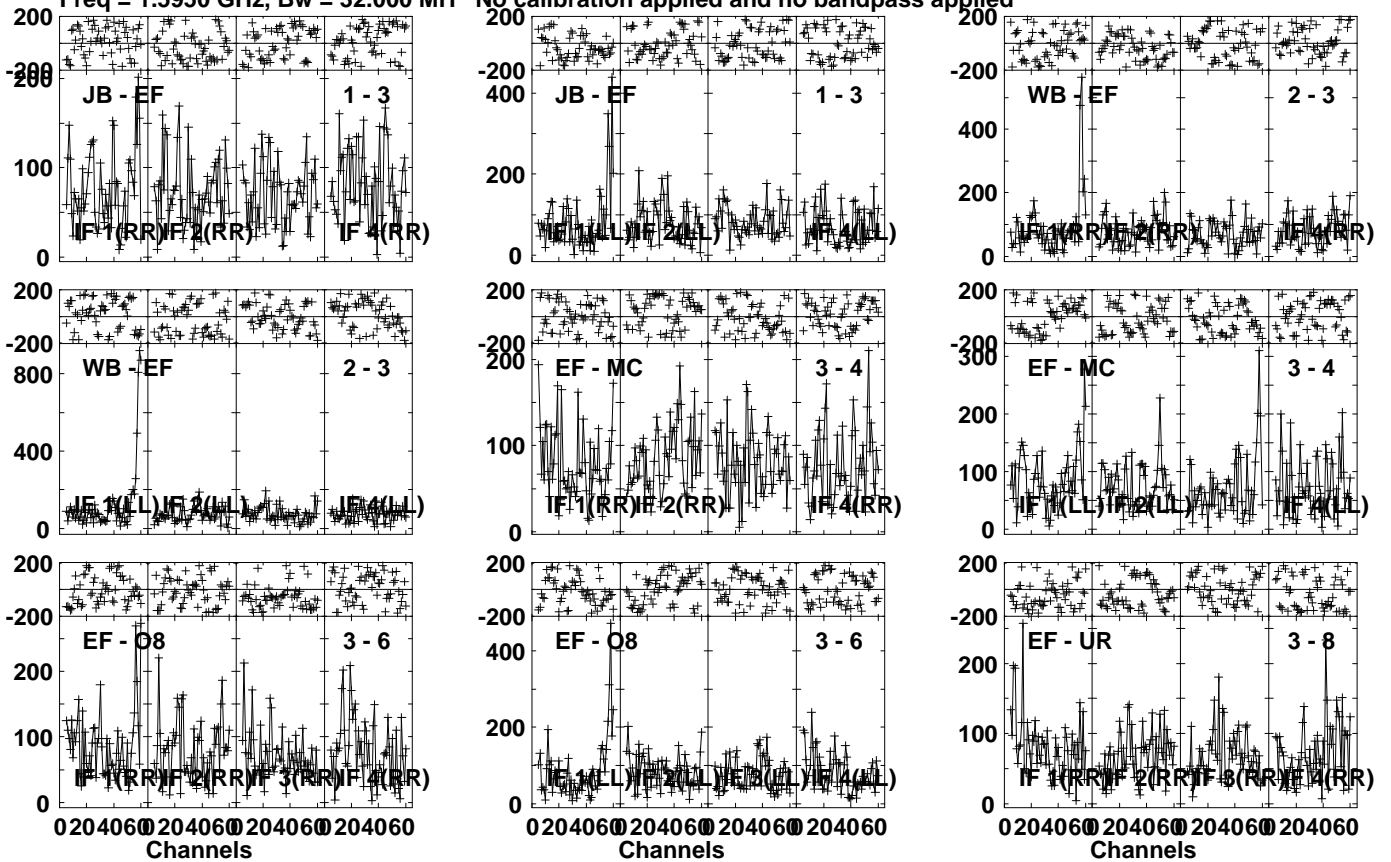 Freq = 1.5950 GHz, Bw = 32.000 MH No calibration applied and no bandpass applied
200
-200
200
100
0
JB - EF 1 - 3
IF 1(RR) IF 2(RR) IF 4(RR)
200
-200
400
200
0
JB - EF 1 - 3
IF 1(LL) IF 2(LL) IF 4(LL)
200
-200
400
200
0
WB - EF 2 - 3
IF 1(RR) IF 2(RR) IF 4(RR)
200
-200
800
400
0
WB - EF 2 - 3
IF 1(LL) IF 2(LL) IF 4(LL)
200
-200
200
100
0
EF - MC 3 - 4
IF 1(RR) IF 2(RR) IF 4(RR)
200
-200
300
200
100
0
EF - MC 3 - 4
IF 1(LL) IF 2(LL) IF 4(LL)
200
-200
200
100
0
EF - O8 3 - 6
IF 1(RR) IF 2(RR) IF 3(RR) IF 4(RR)
0 20 40 60 0 20 40 60 0 20 40 60 0 20 40 60
Channels
200
-200
400
200
0
EF - O8 3 - 6
IF 1(LL) IF 2(LL) IF 3(LL) IF 4(LL)
0 20 40 60 0 20 40 60 0 20 40 60 0 20 40 60
Channels
200
-200
200
100
0
EF - UR 3 - 8
IF 1(RR) IF 2(RR) IF 3(RR) IF 4(RR)
0 20 40 60 0 20 40 60 0 20 40 60 0 20 40 60
Channels